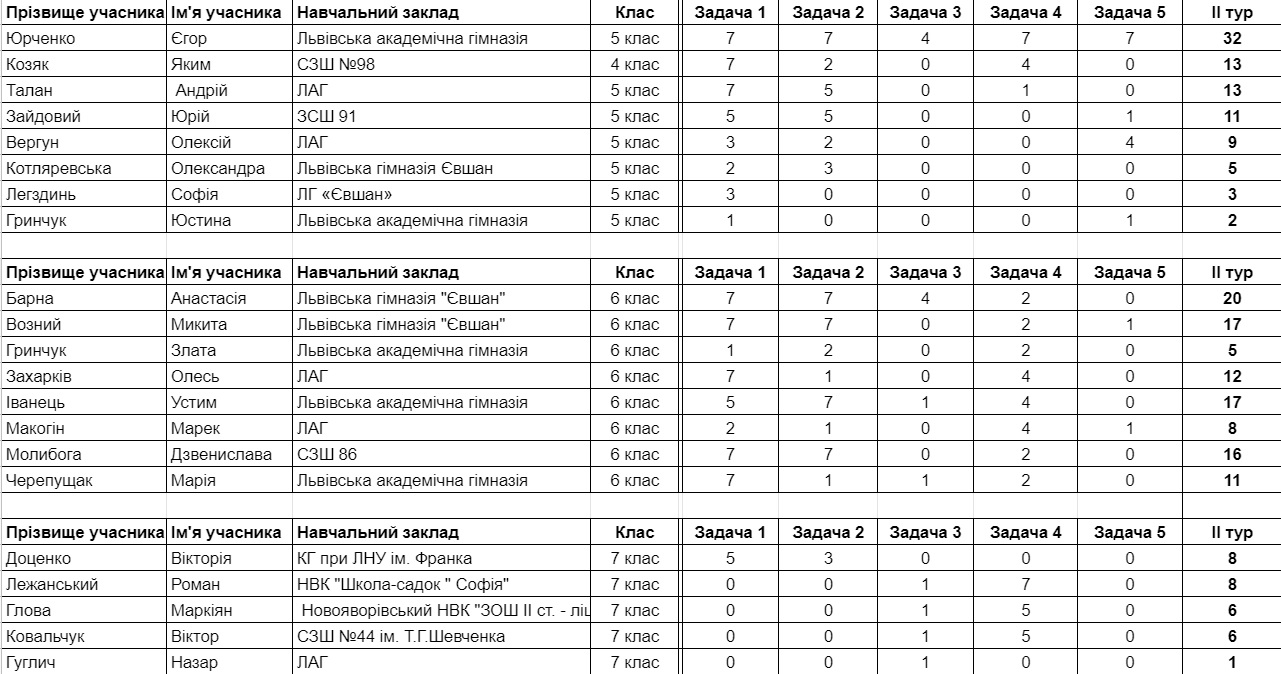 Прізвище учасника Ім'я учасника Навчальний заклад Клас Задача 1 Задача 2 Задача 3 Задача 4 Задача 5 II тур
Юрченко Єгор Львівська академічна гімназія 5 клас 7 7 4 7 7 32
Козяк Яким СЗШ №98 4 клас 7 2 0 4 0 13
Талан Андрій ЛАГ 5 клас 7 5 0 1 0 13
Зайдовий Юрій ЗСШ 91 5 клас 5 5 0 0 1 11
Вергун Олексій ЛАГ 5 клас 3 2 0 0 4 9
Котляревська Олександра Львівська гімназія Євшан 5 клас 2 3 0 0 0 5
Легздинь Софія ЛГ «Євшан» 5 клас 3 0 0 0 0 3
Гринчук Юстина Львівська академічна гімназія 5 клас 1 0 0 0 1 2
Прізвище учасника Ім'я учасника Навчальний заклад Клас Задача 1 Задача 2 Задача 3 Задача 4 Задача 5 II тур
Барна Анастасія Львівська гімназія "Євшан" 6 клас 7 7 4 2 0 20
Возний Микита Львівська гімназія "Євшан" 6 клас 7 7 0 2 1 17
Гринчук Злата Львівська академічна гімназія 6 клас 1 2 0 2 0 5
Захарків Олесь ЛАГ 6 клас 7 1 0 4 0 12
Іванець Устим Львівська академічна гімназія 6 клас 5 7 1 4 0 17
Макогін Марек ЛАГ 6 клас 2 1 0 4 1 8
Молибога Дзвенислава СЗШ 86 6 клас 7 7 0 2 0 16
Черепущак Марія Львівська академічна гімназія 6 клас 7 1 1 2 0 11
Прізвище учасника Ім'я учасника Навчальний заклад Клас Задача 1 Задача 2 Задача 3 Задача 4 Задача 5 II тур
Доценко Вікторія КГ при ЛНУ ім. Франка 7 клас 5 3 0 0 0 8
Лежанський Роман НВК "Школа-садок " Софія" 7 клас 0 0 1 7 0 8
Глова Маркіян Новояворівський НВК "ЗОШ ІІ ст. - ліц 7 клас 0 0 1 5 0 6
Ковальчук Віктор СЗШ №44 ім. Т.Г.Шевченка 7 клас 0 0 1 5 0 6
Гуглич Назар ЛАГ 7 клас 0 0 1 0 0 1